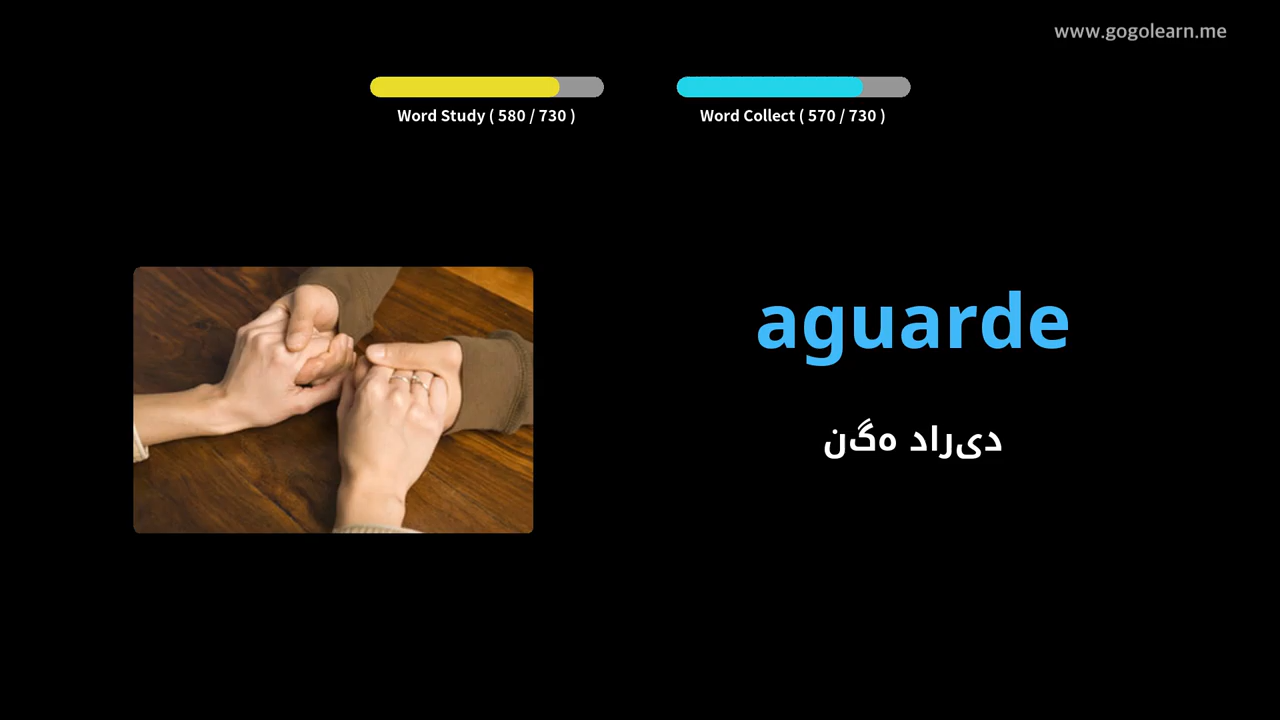 www.gogolearn.me
Word Study ( 580 / 730 )
Word Collect ( 570 / 730 )
aguarde
دیراد هگن